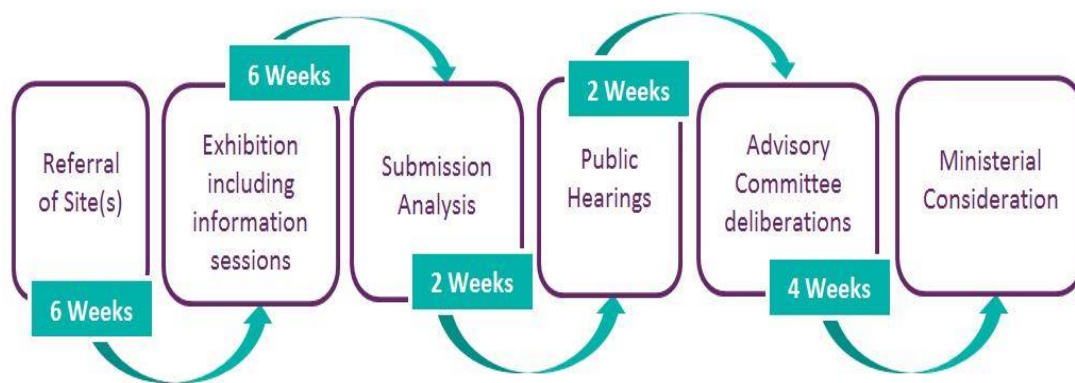 Referral
of Site(s)
6 Weeks
Exhibition
including
information
sessions
6 Weeks
Submission
Analysis
2 Weeks
Public
Hearings
2 Weeks
Advisory
Committee
deliberations
4 Weeks
Ministerial
Consideration